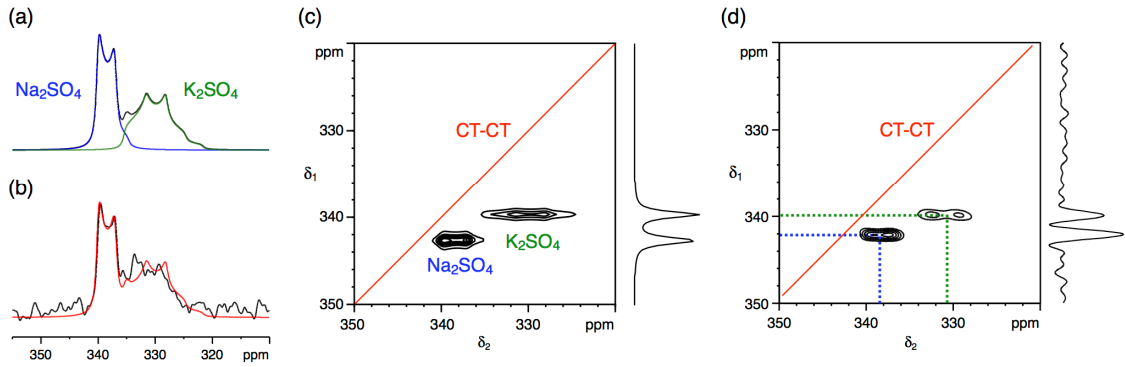 (a)
Na₂SO₄
K₂SO₄
(b)
350 340 330 320 ppm
(c)
ppm
330
δ₁
340
350
CT-CT
K₂SO₄
Na₂SO₄
350 340 330 ppm
δ₂
(d)
ppm
330
δ₁
340
350
CT-CT
350 340 330 ppm
δ₂